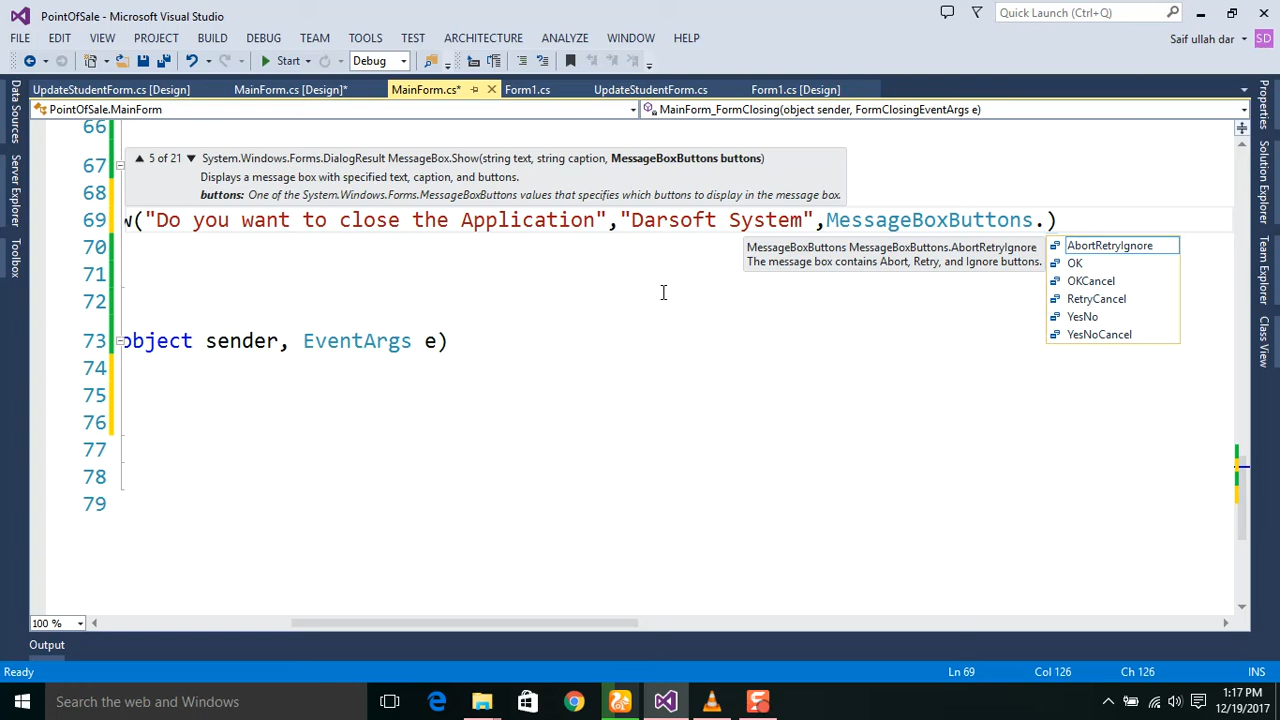 PointOfSale - Microsoft Visual Studio
Quick Launch (Ctrl+Q)
FILE EDIT VIEW PROJECT BUILD DEBUG TEAM TOOLS TEST ARCHITECTURE ANALYZE WINDOW HELP
Saif ullah dar SD
Start Debug
UpdateStudentForm.cs [Design] MainForm.cs [Design]* MainForm.cs* Form1.cs UpdateStudentForm.cs Form1.cs [Design]
PointOfSale.MainForm MainForm_FormClosing(object sender, FormClosingEventArgs e)
Data Sources
Server Explorer
Toolbox
66
67
5 of 21 System.Windows.Forms.DialogResult MessageBox.Show(string text, string caption, MessageBoxButtons buttons)
Displays a message box with specified text, caption, and buttons.
68
buttons: One of the System.Windows.Forms.MessageBoxButtons values that specifies which buttons to display in the message box.
69 w("Do you want to close the Application","Darsoft System",MessageBoxButtons.)
70
MessageBoxButtons MessageBoxButtons.AbortRetryIgnore
The message box contains Abort, Retry, and Ignore buttons.
AbortRetryIgnore
OK
OKCancel
RetryCancel
YesNo
YesNoCancel
71
72
73 object sender, EventArgs e)
74
75
76
77
78
79
Properties
Solution Explorer
Team Explorer
Class View
100 %
Output
Ready Ln 69 Col 126 Ch 126 INS
Search the web and Windows
1:17 PM
12/19/2017